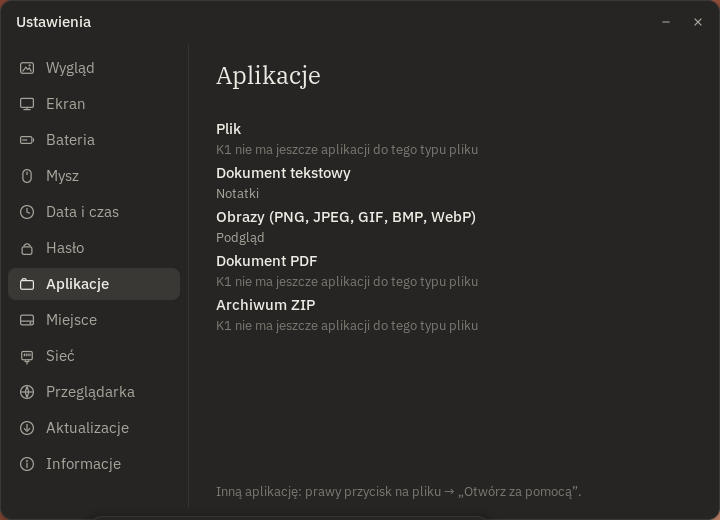 Ustawienia
Wygląd
Ekran
Bateria
Mysz
Data i czas
Hasło
Aplikacje
Miejsce
Sieć
Przeglądarka
Aktualizacje
Informacje
Aplikacje
Plik
K1 nie ma jeszcze aplikacji do tego typu pliku
Dokument tekstowy
Notatki
Obrazy (PNG, JPEG, GIF, BMP, WebP)
Podgląd
Dokument PDF
K1 nie ma jeszcze aplikacji do tego typu pliku
Archiwum ZIP
K1 nie ma jeszcze aplikacji do tego typu pliku
Inną aplikację: prawy przycisk na pliku → „Otwórz za pomocą”.